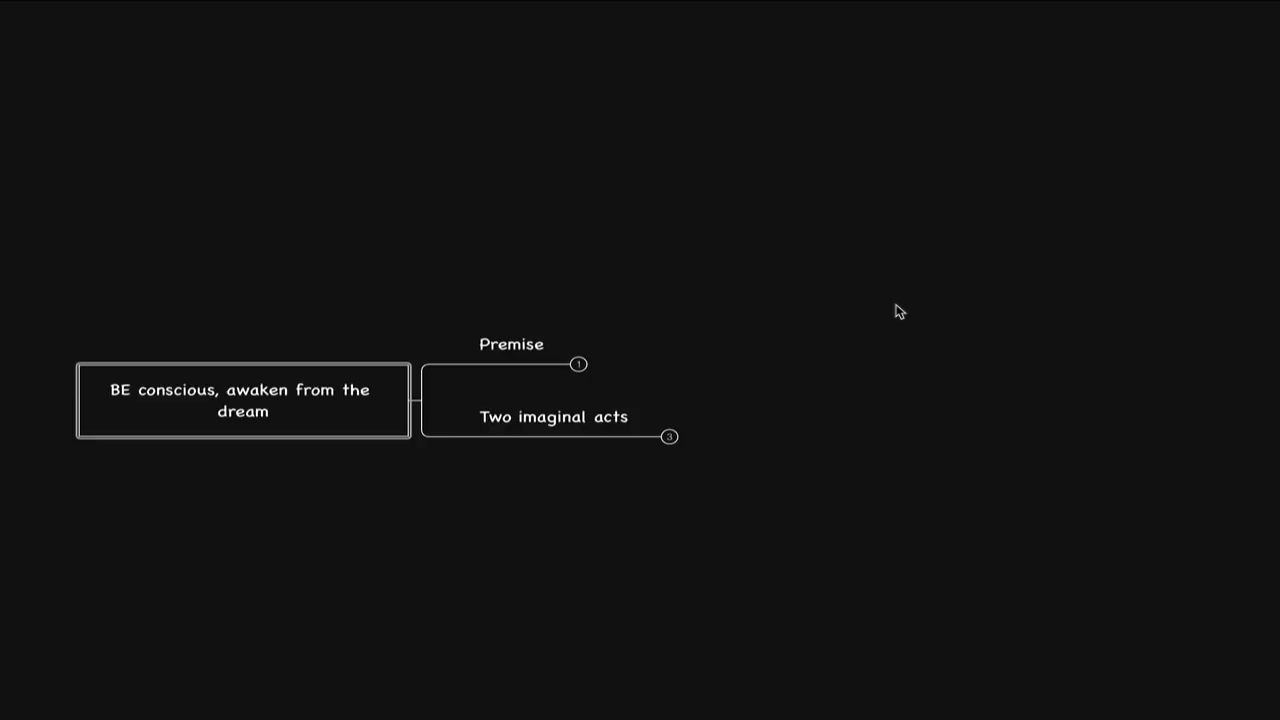 Premise
1
BE conscious, awaken from the
dream
Two imaginal acts
3